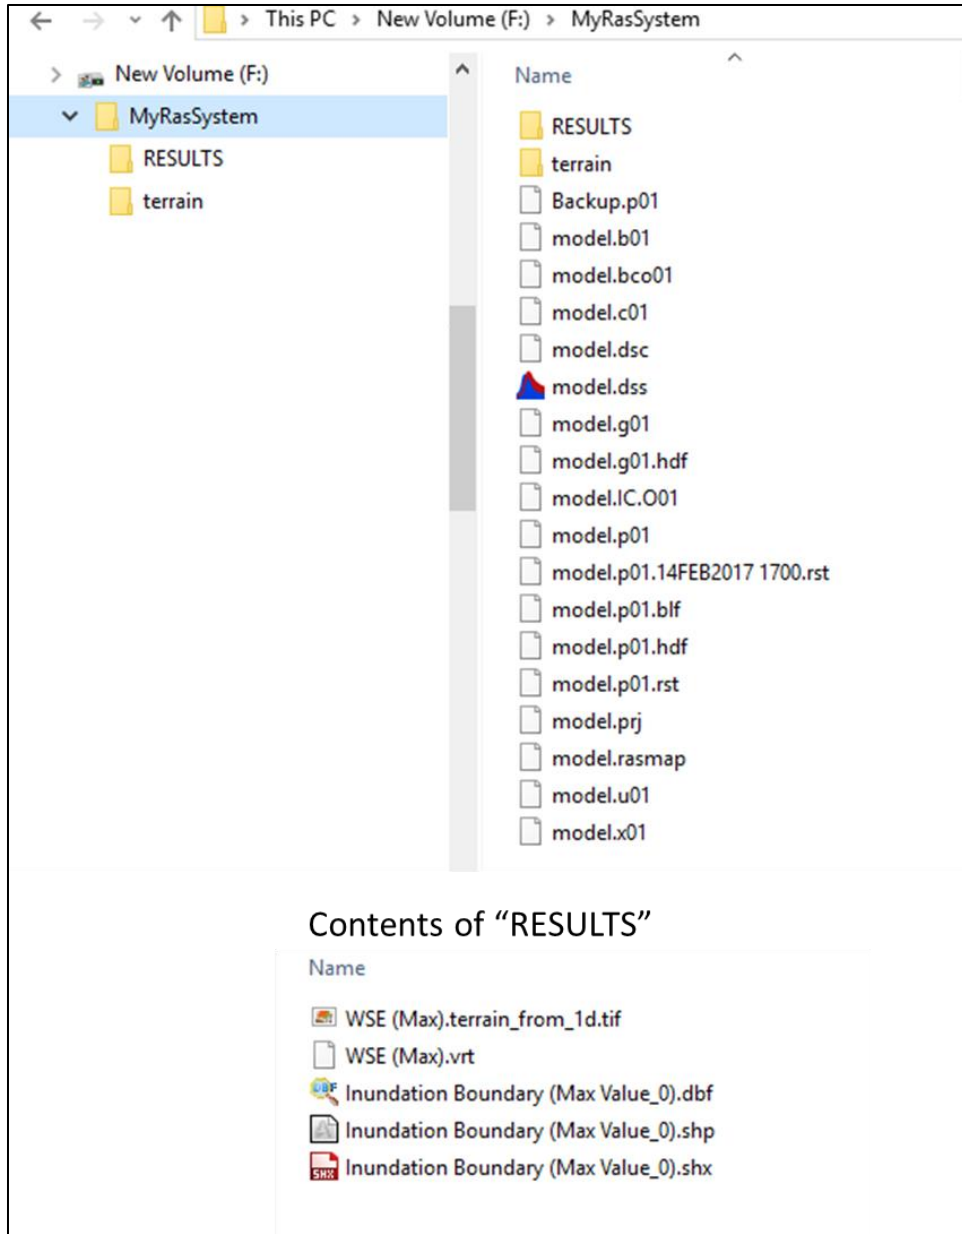 This PC > New Volume (F:) > MyRasSystem
New Volume (F:)
MyRasSystem
RESULTS
terrain
Name
RESULTS
terrain
Backup.p01
model.b01
model.bco01
model.c01
model.dsc
model.dss
model.g01
model.g01.hdf
model.IC.O01
model.p01
model.p01.14FEB2017 1700.rst
model.p01.blf
model.p01.hdf
model.p01.rst
model.prj
model.rasmap
model.u01
model.x01
Contents of “RESULTS”
Name
WSE (Max).terrain_from_1d.tif
WSE (Max).vrt
DBF Inundation Boundary (Max Value_0).dbf
Inundation Boundary (Max Value_0).shp
SHX Inundation Boundary (Max Value_0).shx